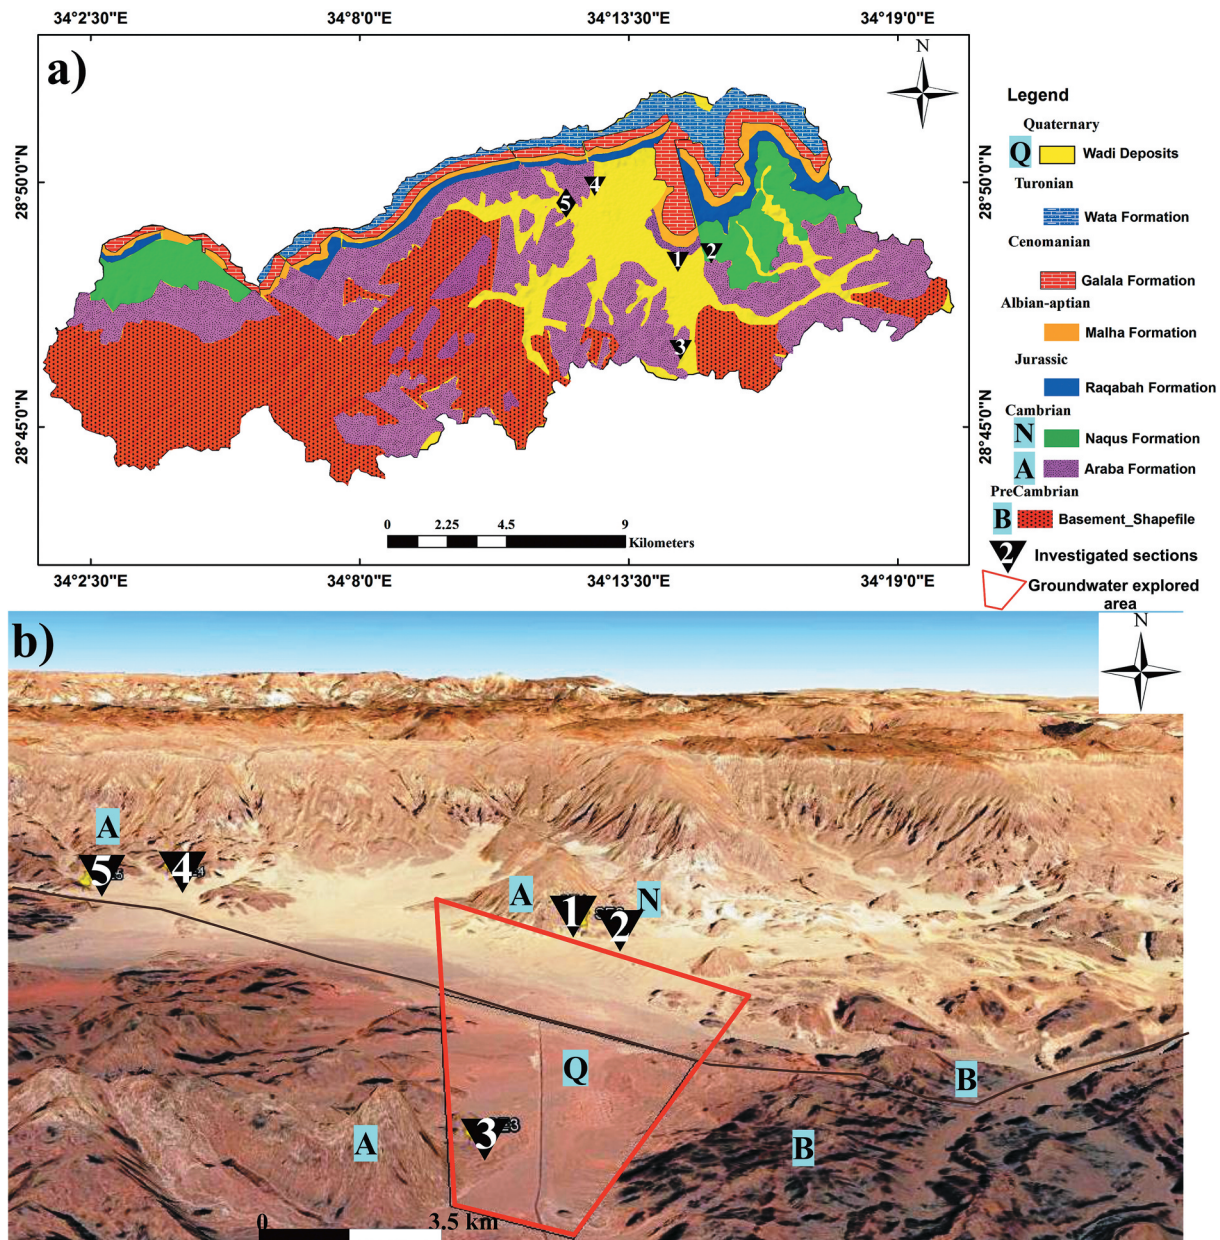 34°2'30"E 34°8'0"E 34°13'30"E 34°19'0"E
a)
N
28°50'0"N
28°45'0"N
28°50'0"N
28°45'0"N
5
4
1
2
3
0 2.25 4.5 9
Kilometers
34°2'30"E 34°8'0"E 34°13'30"E 34°19'0"E
Legend
Quaternary
Q Wadi Deposits
Turonian
Wata Formation
Cenomanian
Galala Formation
Albian-aptian
Malha Formation
Jurassic
Raqabah Formation
Cambrian
N Naqus Formation
A Araba Formation
PreCambrian
B Basement_Shapefile
2 Investigated sections
Groundwater explored
area
b)
N
A
5 4
A 1 2 N
Q
B
3
A
B
0 3.5 km